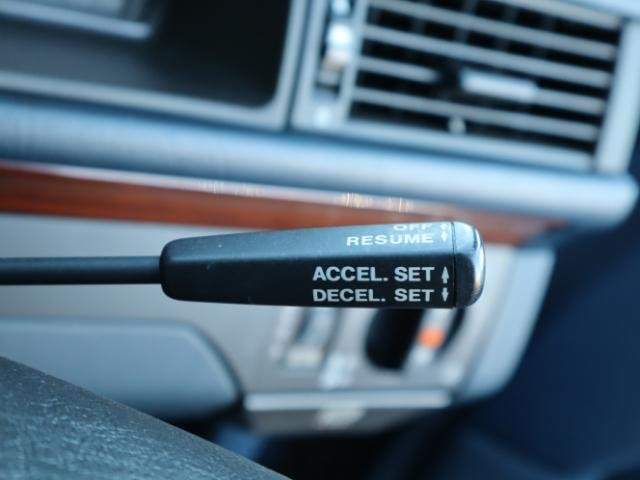 OFF
RESUME
ACCEL. SET
DECEL. SET